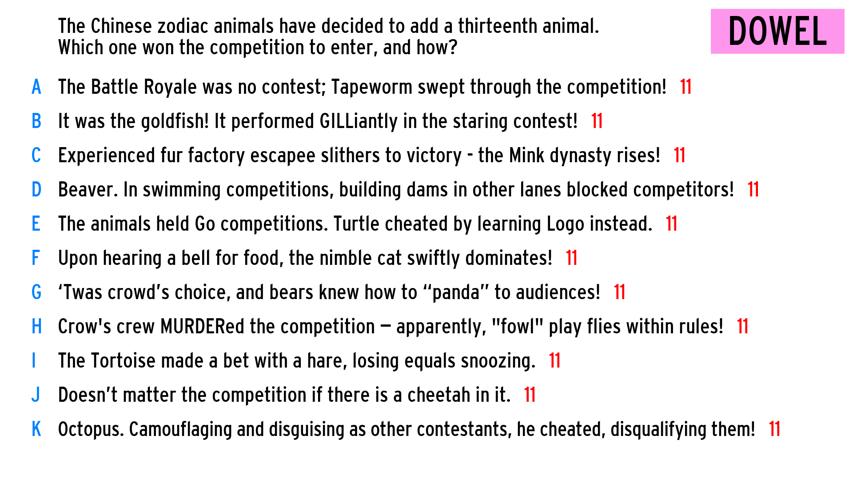 The Chinese zodiac animals have decided to add a thirteenth animal.
Which one won the competition to enter, and how?
DOWEL
A The Battle Royale was no contest; Tapeworm swept through the competition! 11
B It was the goldfish! It performed GILLiantly in the staring contest! 11
C Experienced fur factory escapee slithers to victory - the Mink dynasty rises! 11
D Beaver. In swimming competitions, building dams in other lanes blocked competitors! 11
E The animals held Go competitions. Turtle cheated by learning Logo instead. 11
F Upon hearing a bell for food, the nimble cat swiftly dominates! 11
G ‘Twas crowd’s choice, and bears knew how to “panda” to audiences! 11
H Crow's crew MURDERed the competition – apparently, "fowl" play flies within rules! 11
I The Tortoise made a bet with a hare, losing equals snoozing. 11
J Doesn’t matter the competition if there is a cheetah in it. 11
K Octopus. Camouflaging and disguising as other contestants, he cheated, disqualifying them! 11